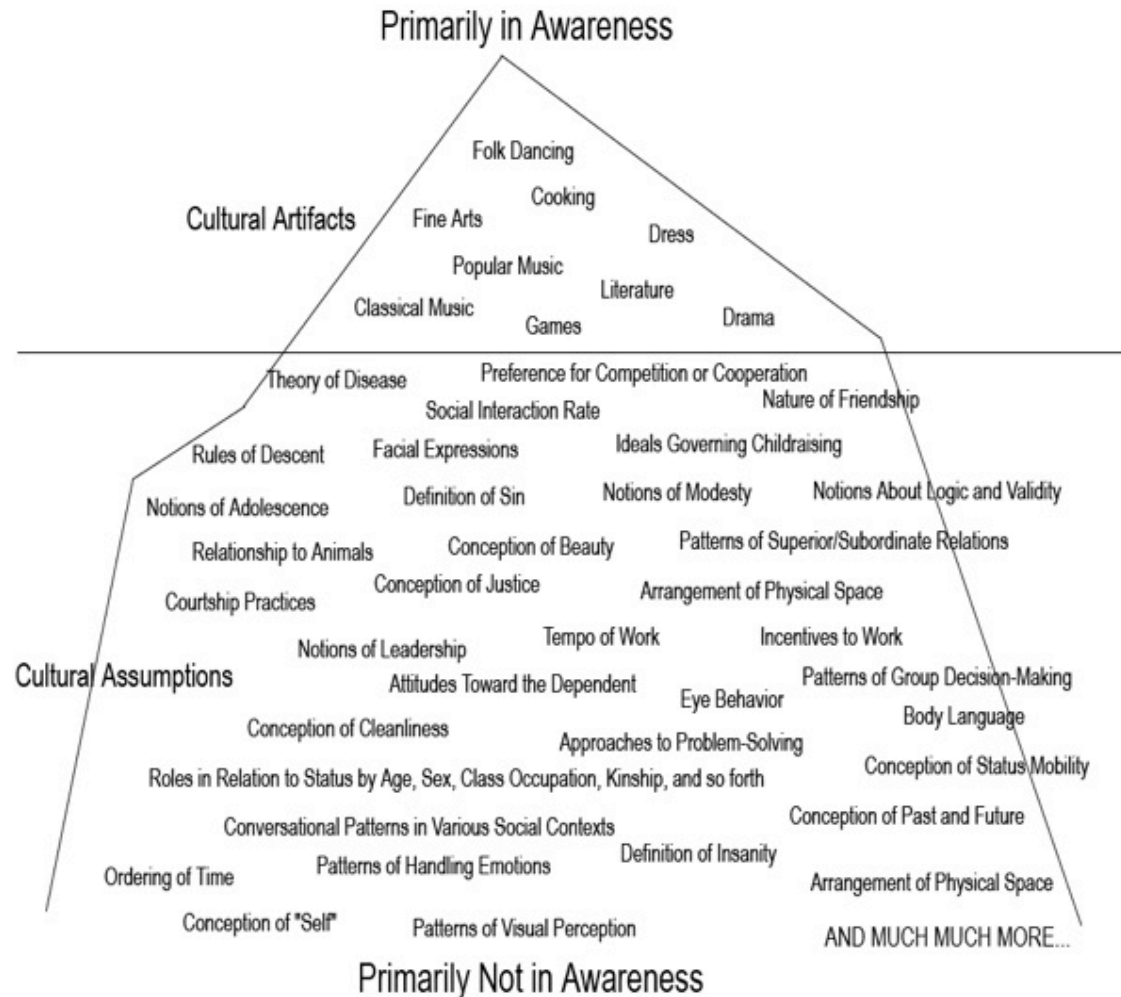 Primarily in Awareness
Folk Dancing
Cooking
Cultural Artifacts
Fine Arts
Dress
Popular Music
Literature
Classical Music
Drama
Games
Preference for Competition or Cooperation
Theory of Disease
Nature of Friendship
Social Interaction Rate
Ideals Governing Childraising
Facial Expressions
Rules of Descent
Notions About Logic and Validity
Notions of Modesty
Definition of Sin
Notions of Adolescence
Patterns of Superior/Subordinate Relations
Conception of Beauty
Relationship to Animals
Conception of Justice
Arrangement of Physical Space
Courtship Practices
Tempo of Work
Incentives to Work
Notions of Leadership
Cultural Assumptions
Patterns of Group Decision-Making
Attitudes Toward the Dependent
Eye Behavior
Body Language
Conception of Cleanliness
Approaches to Problem-Solving
Conception of Status Mobility
Roles in Relation to Status by Age, Sex, Class Occupation, Kinship, and so forth
Conception of Past and Future
Conversational Patterns in Various Social Contexts
Definition of Insanity
Patterns of Handling Emotions
Ordering of Time
Arrangement of Physical Space
Conception of "Self"
Patterns of Visual Perception
AND MUCH MUCH MORE...
Primarily Not in Awareness